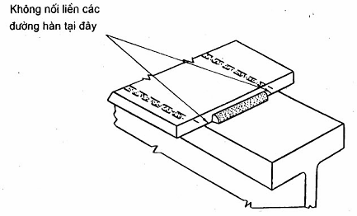 Không nối liền các
đường hàn tại đây